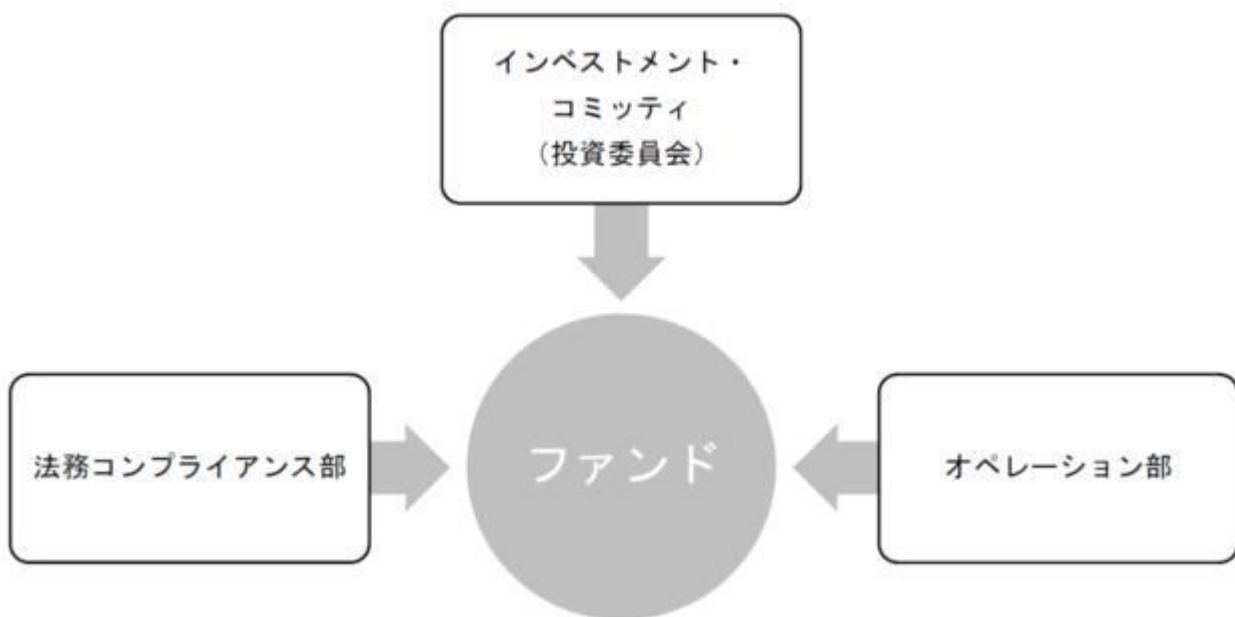 インベストメント・
コミッティ
（投資委員会）
法務コンプライアンス部
ファンド
オペレーション部